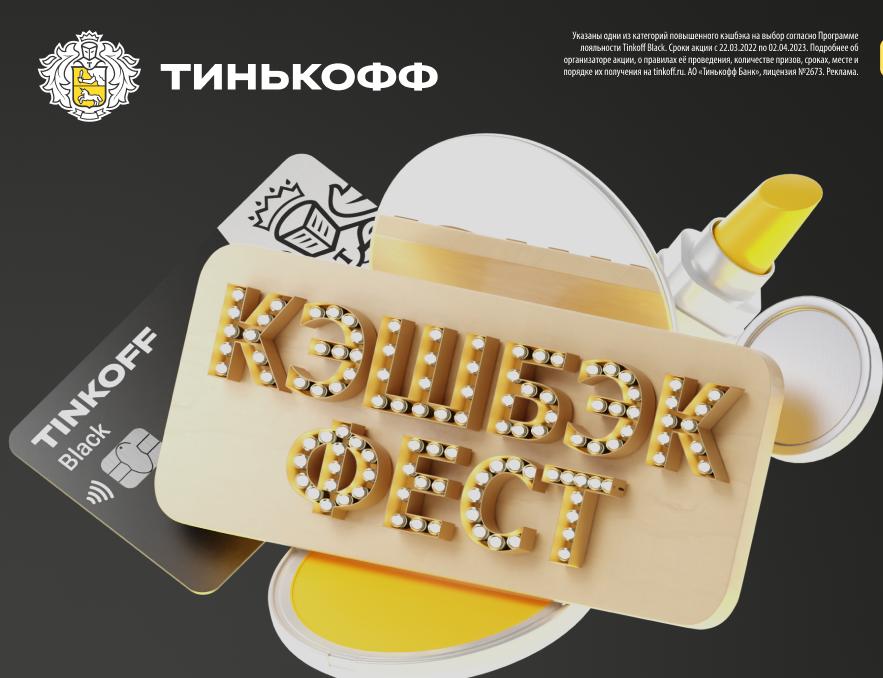 ТИНЬКОФФ
Указаны одни из категорий повышенного кэшбэка на выбор согласно Программе
лояльности Tinkoff Black. Сроки акции с 22.03.2022 по 02.04.2023. Подробнее об
организаторе акции, о правилах её проведения, количестве призов, сроках, месте и
порядке их получения на tinkoff.ru. АО «Тинькофф Банк», лицензия №2673. Реклама.
TINKOFF
Black
КЭШБЭК
ФЕСТ